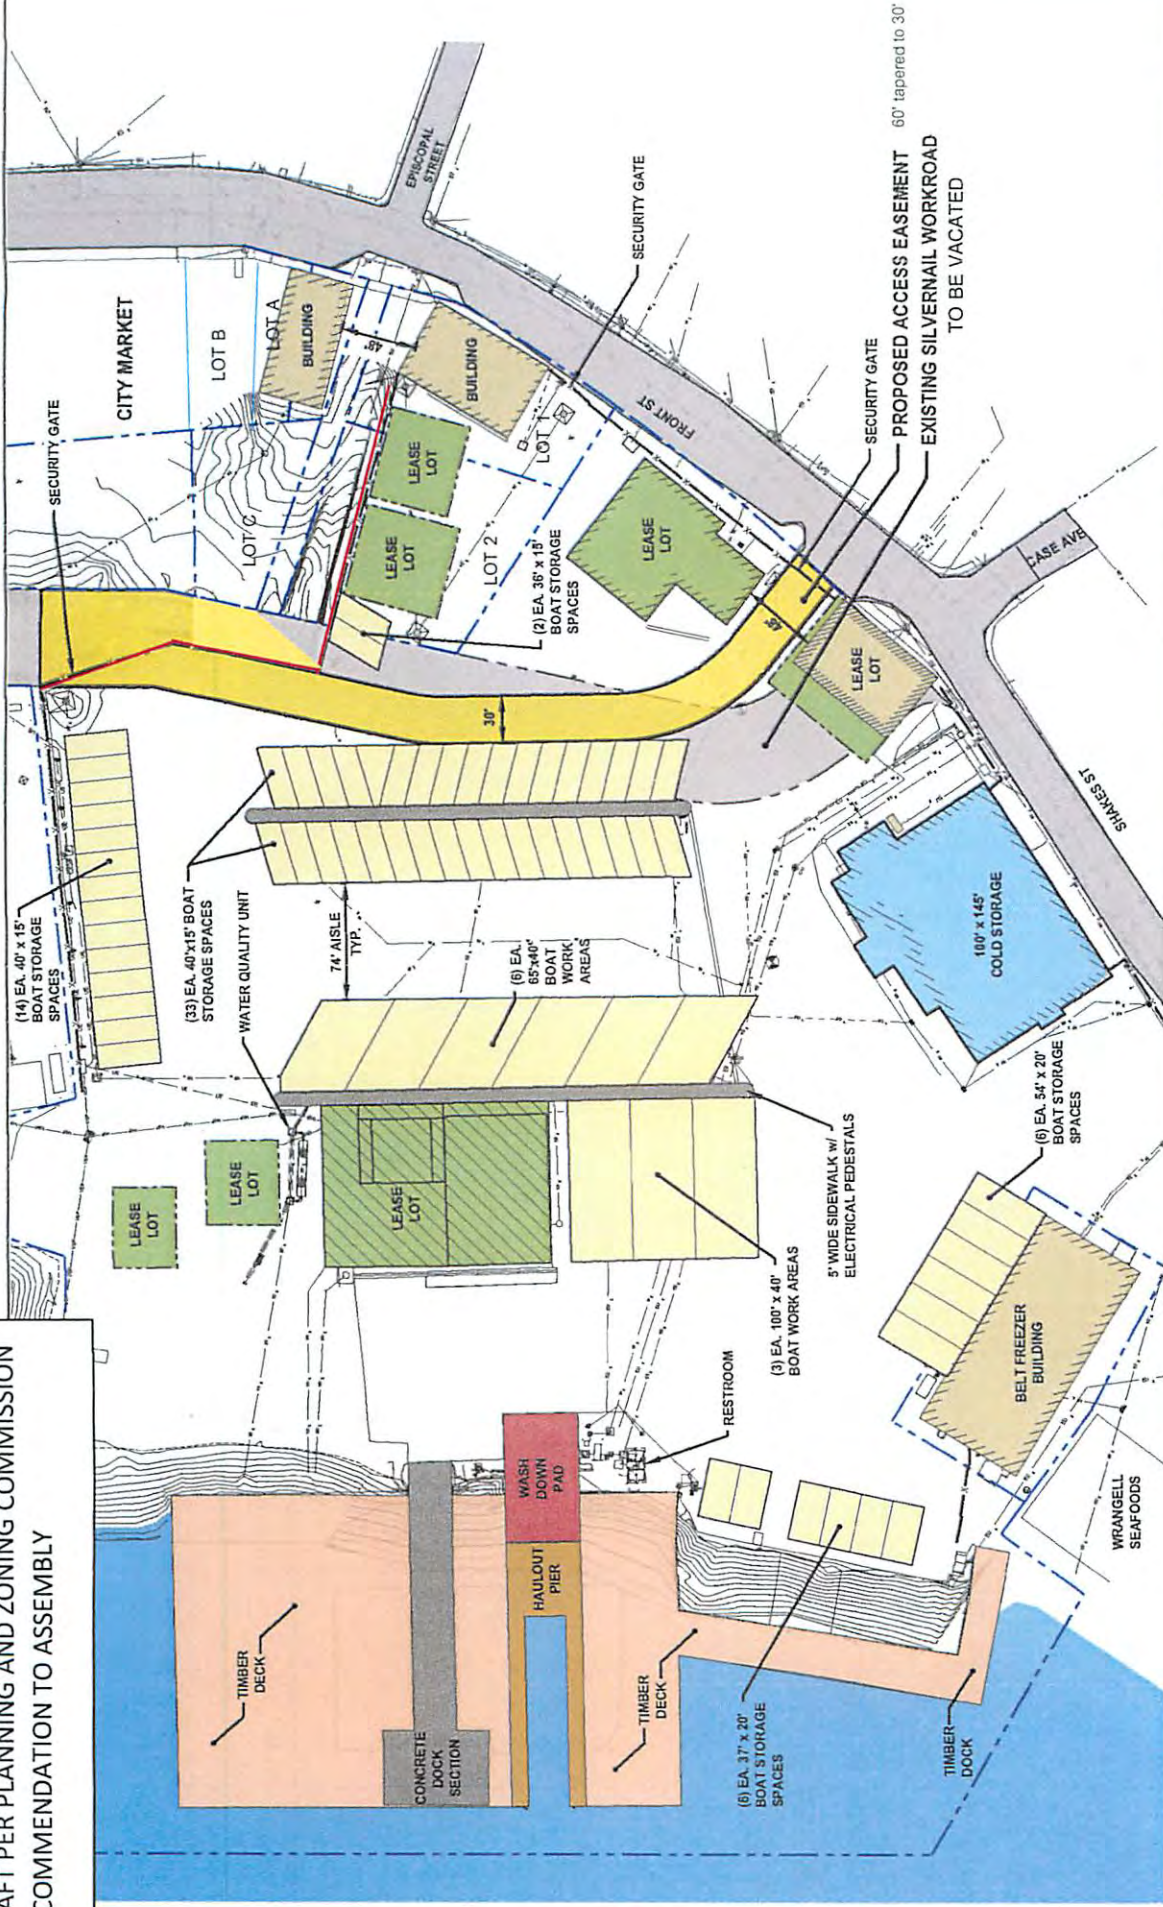 AFT PER PLANNING AND ZONING COMMISSION
COMMENDATION TO ASSEMBLY
(14) EA. 40' x 15'
BOAT STORAGE
SPACES
SECURITY GATE
CITY MARKET
LOT B
LOT A
LOT C
BUILDING
48'
BUILDING
EPISCOPAL
STREET
LEASE
LOT
LEASE
LOT
LOT 1
LOT 2
SECURITY GATE
(2) EA. 36' x 15'
BOAT STORAGE
SPACES
LEASE
LOT
FRONT ST
SECURITY GATE
PROPOSED ACCESS EASEMENT
60' tapered to 30'
EXISTING SILVERNAIL WORKROAD
TO BE VACATED
48'
LEASE
LOT
CASE AVE
SHAKES ST
30'
(33) EA. 40'x15' BOAT
STORAGE SPACES
WATER QUALITY UNIT
74' AISLE
TYP.
(6) EA.
65'x40'
BOAT
WORK
AREAS
100' x 145'
COLD STORAGE
LEASE
LOT
LEASE
LOT
LEASE
LOT
(3) EA. 100' x 40'
BOAT WORK AREAS
5' WIDE SIDEWALK w/
ELECTRICAL PEDESTALS
(6) EA. 54' x 20'
BOAT STORAGE
SPACES
BELT FREEZER
BUILDING
WRANGELL
SEAFOODS
RESTROOM
WASH
DOWN
PAD
HAULOUT
PIER
TIMBER
DECK
CONCRETE
DOCK
SECTION
TIMBER
DECK
(6) EA. 37' x 20'
BOAT STORAGE
SPACES
TIMBER
DOCK